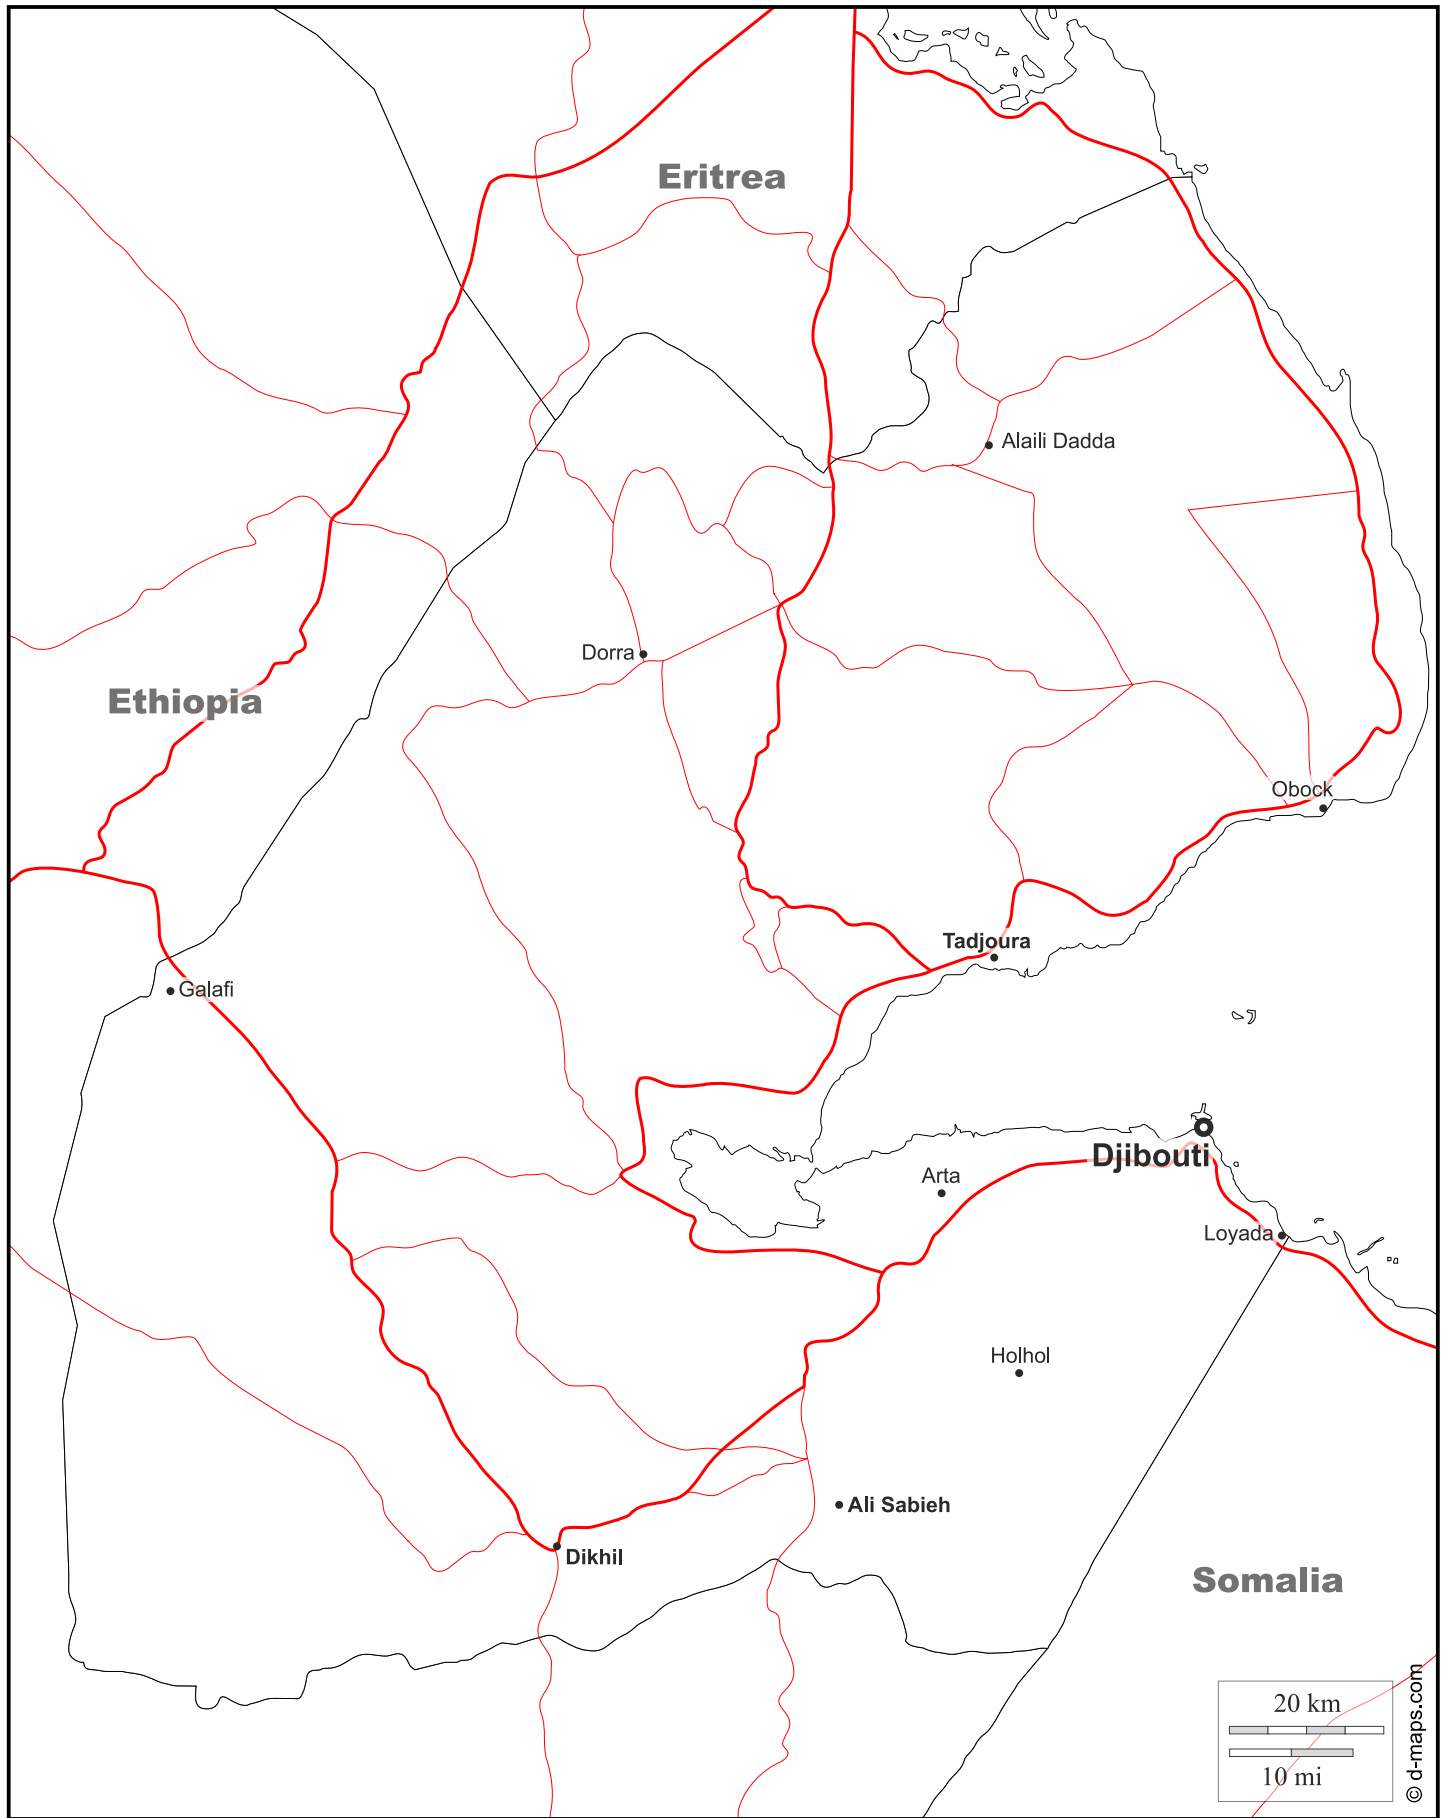 Eritrea
Alaili Dadda
Dorra
Ethiopia
Obock
Tadjoura
Galafi
Djibouti
Arta
Loyada
Holhol
Ali Sabieh
Dikhil
Somalia
20 km
10 mi
© d-maps.com